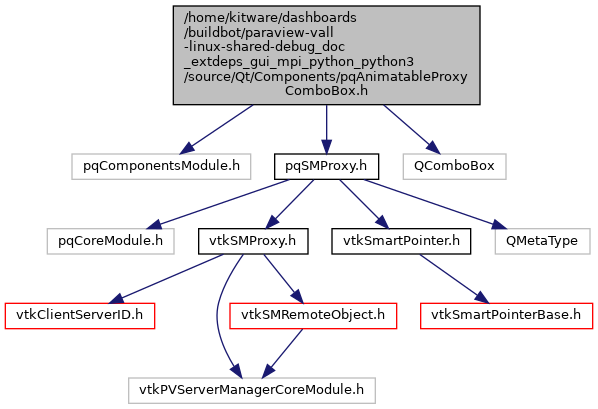 /home/kitware/dashboards
/buildbot/paraview-vall
-linux-shared-debug_doc
_extdeps_gui_mpi_python_python3
/source/Qt/Components/pqAnimatableProxy
ComboBox.h
pqComponentsModule.h
pqSMProxy.h
QComboBox
pqCoreModule.h
vtkSMProxy.h
vtkSmartPointer.h
QMetaType
vtkClientServerID.h
vtkSMRemoteObject.h
vtkSmartPointerBase.h
vtkPVServerManagerCoreModule.h